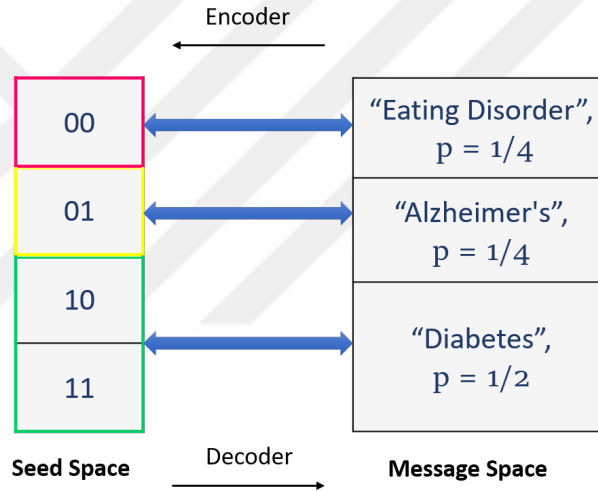 Encoder
00
“Eating Disorder”,
p = 1/4
01
“Alzheimer's”,
p = 1/4
10
“Diabetes”,
p = 1/2
11
Seed Space
Decoder
Message Space